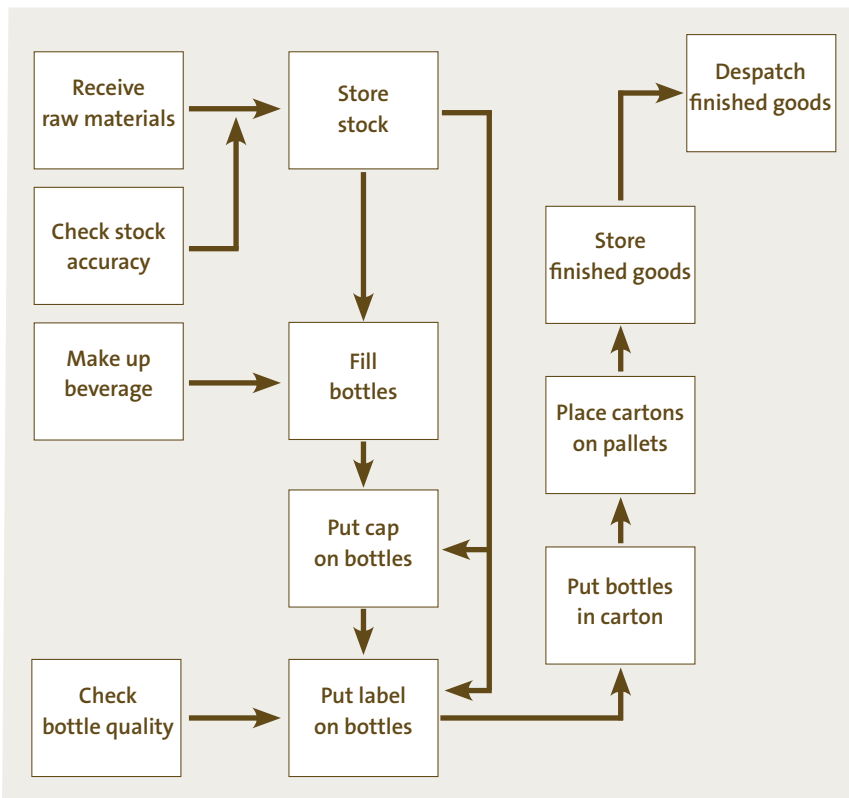 Receive
raw materials
Store
stock
Despatch
finished goods
Check stock
accuracy
Store
finished goods
Make up
beverage
Fill
bottles
Place cartons
on pallets
Put cap
on bottles
Put bottles
in carton
Check
bottle quality
Put label
on bottles